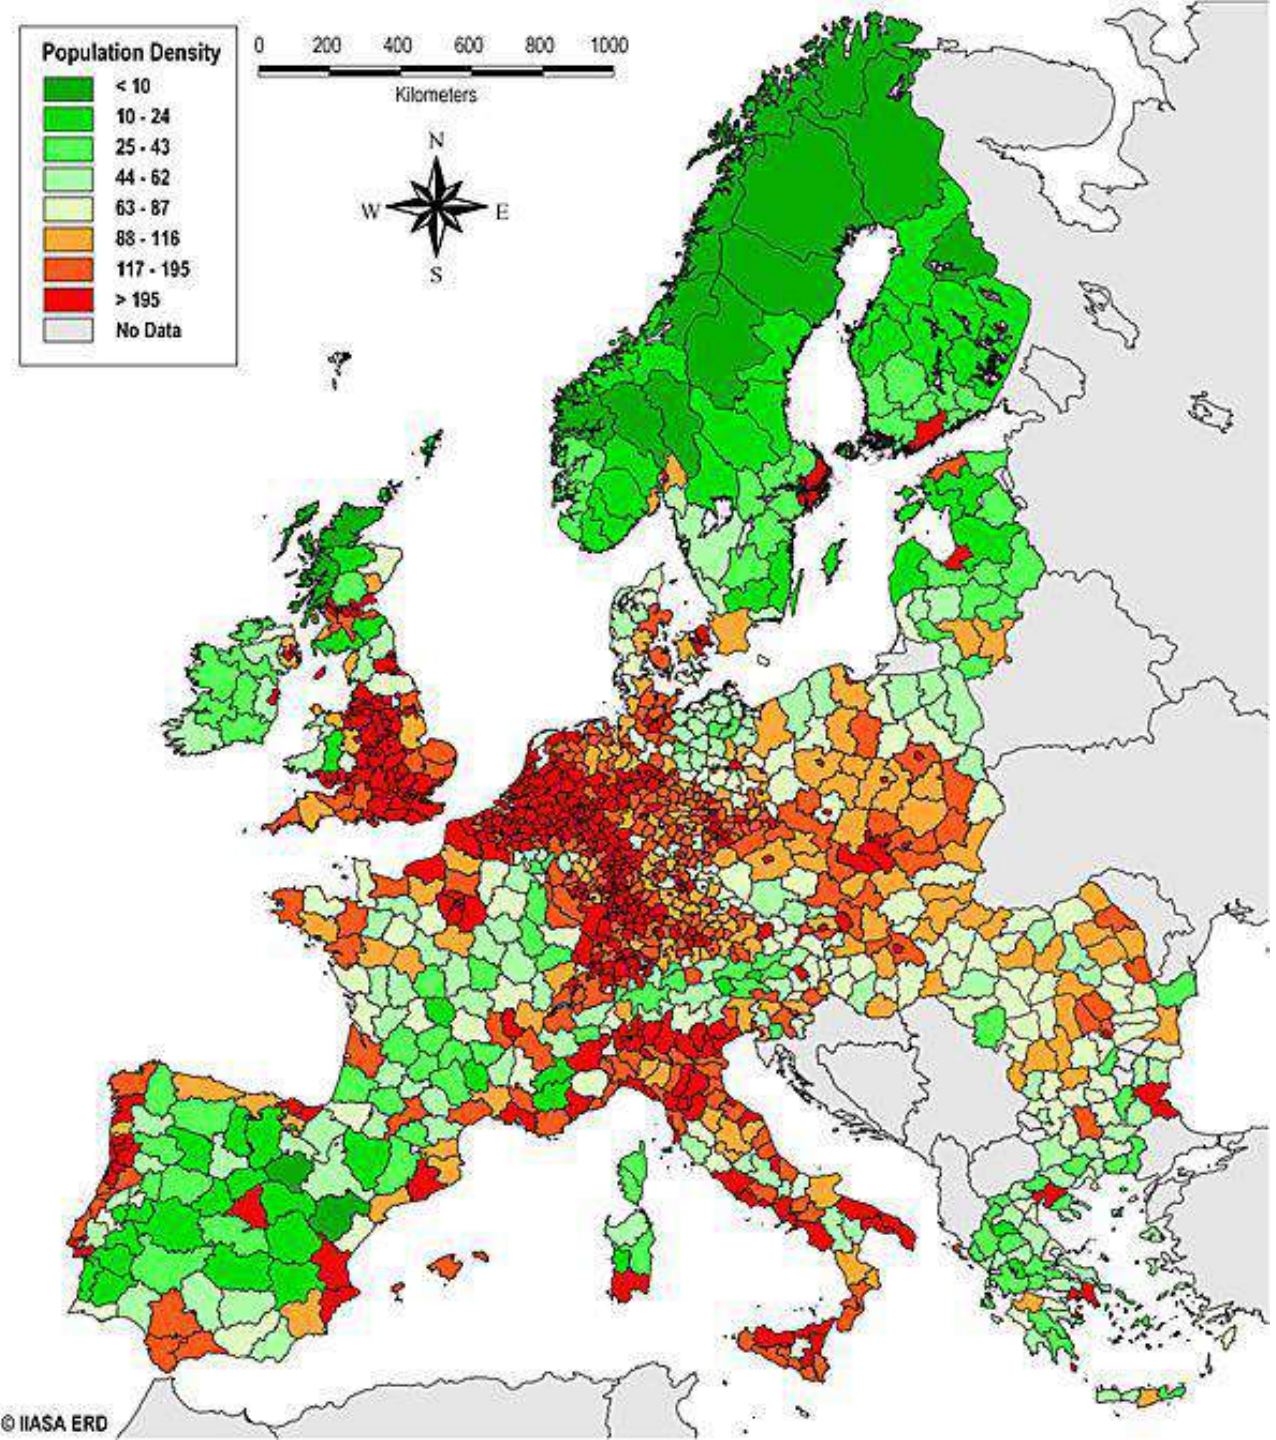 Population Density
< 10
10 - 24
25 - 43
44 - 62
63 - 87
88 - 116
117 - 195
> 195
No Data
0 200 400 600 800 1000
Kilometers
N
W E
S
© IIASA ERD